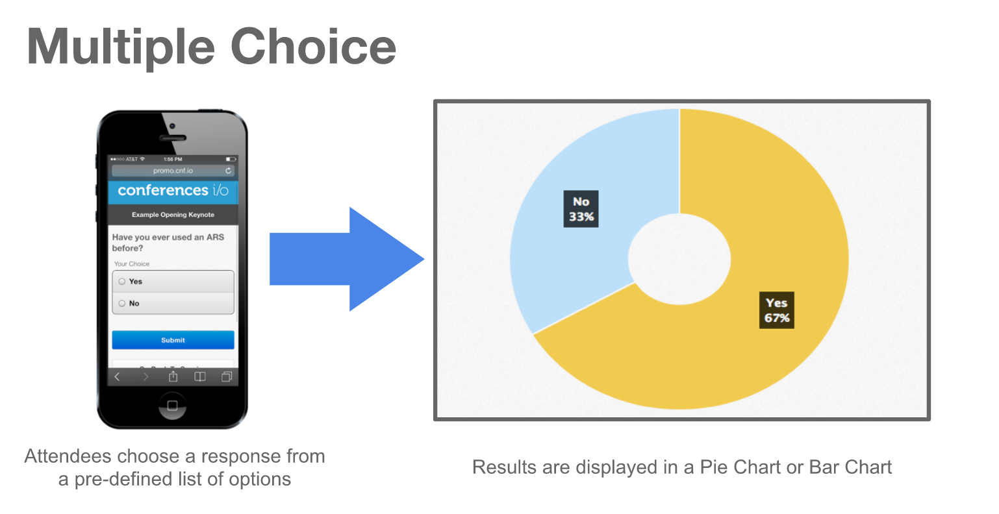 Multiple Choice
AT&T
1:56 PM
promo.cnf.io
conferences i/o
Example Opening Keynote
Have you ever used an ARS
before?
Your Choice
Yes
No
Submit
Attendees choose a response from
a pre-defined list of options
No
33%
Yes
67%
Results are displayed in a Pie Chart or Bar Chart